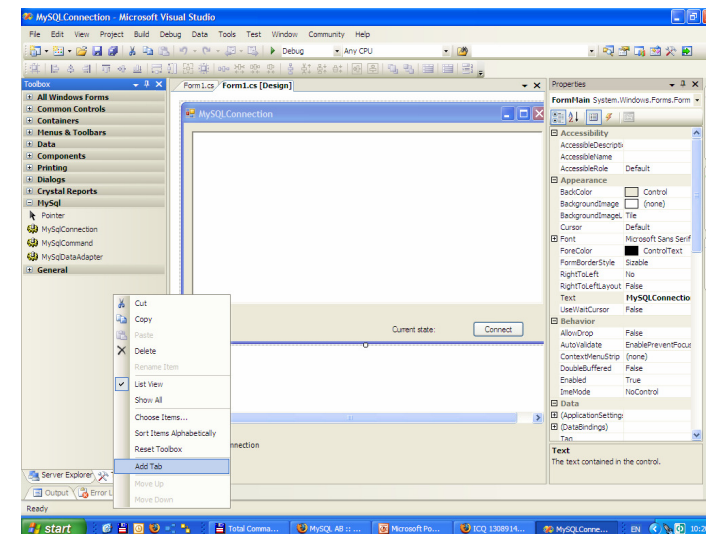 MySQLConnection - Microsoft Visual Studio
File Edit View Project Build Debug Data Tools Test Window Community Help
Debug Any CPU
Toolbox
All Windows Forms
Common Controls
Containers
Menus & Toolbars
Data
Components
Printing
Dialogs
Crystal Reports
MySql
Pointer
MySqlConnection
MySqlCommand
MySqlDataAdapter
General
Server Explorer
Output Error L
Ready
Form1.cs Form1.cs [Design]
MySQLConnection
Current state: Connect
nnection
Cut
Copy
Paste
Delete
Rename Item
List View
Show All
Choose Items...
Sort Items Alphabetically
Reset Toolbox
Add Tab
Move Up
Move Down
Properties
FormMain System.Windows.Forms.Form
Accessibility
AccessibleDescripti
AccessibleName
AccessibleRole Default
Appearance
BackColor Control
BackgroundImage (none)
BackgroundImageL Tile
Cursor Default
Font Microsoft Sans Serif
ForeColor ControlText
FormBorderStyle Sizable
RightToLeft No
RightToLeftLayout False
Text MySQLConnectio
UseWaitCursor False
Behavior
AllowDrop False
AutoValidate EnablePreventFocus
ContextMenuStrip (none)
DoubleBuffered False
Enabled True
ImeMode NoControl
Data
(ApplicationSettings
(DataBindings)
Tag
Text
The text contained in the control.
start Total Comma... MySQL AB :: ... Microsoft Po... ICQ 1308914... MySQLConne... EN 10:2